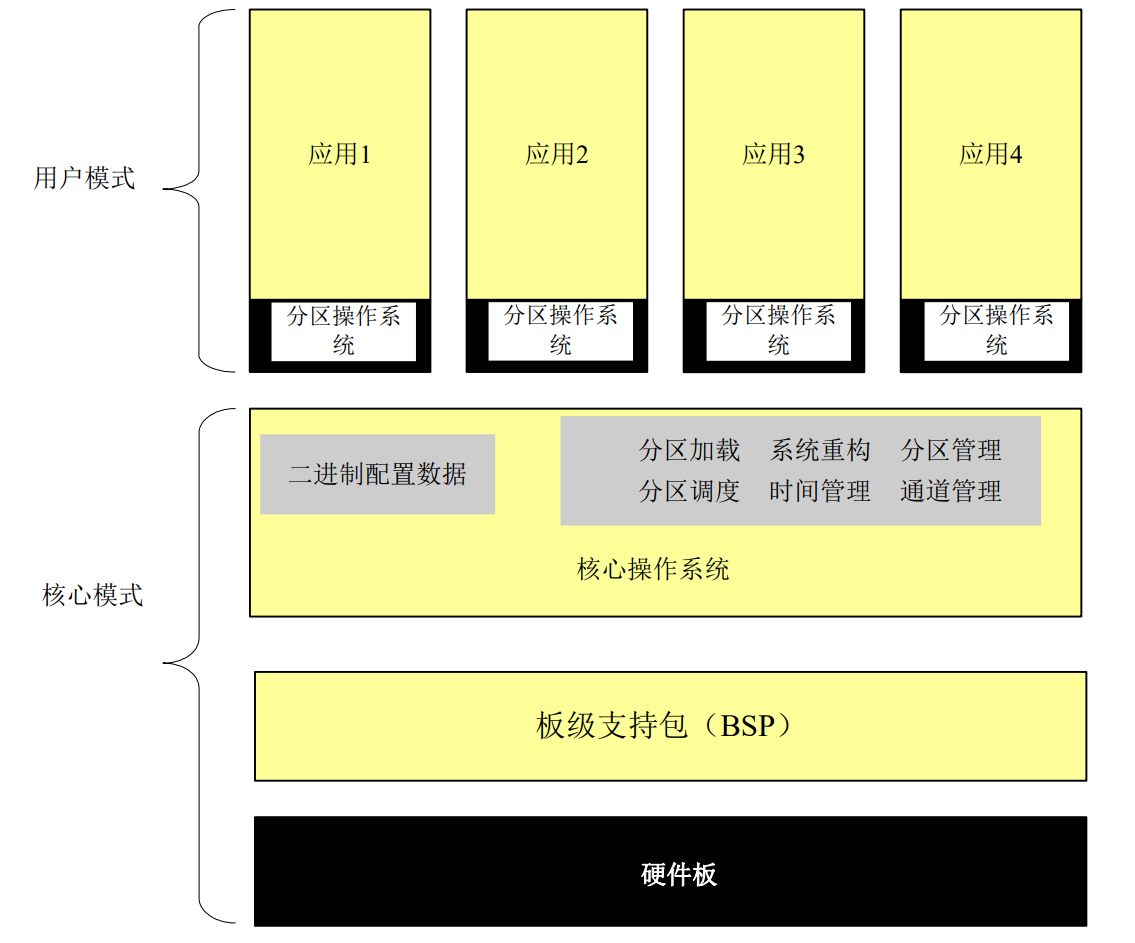 应用1
应用2
应用3
应用4
用户模式
分区操作系
统
分区操作系
统
分区操作系
统
分区操作系
统
二进制配置数据
分区加载 系统重构 分区管理
分区调度 时间管理 通道管理
核心操作系统
核心模式
板级支持包（BSP）
硬件板